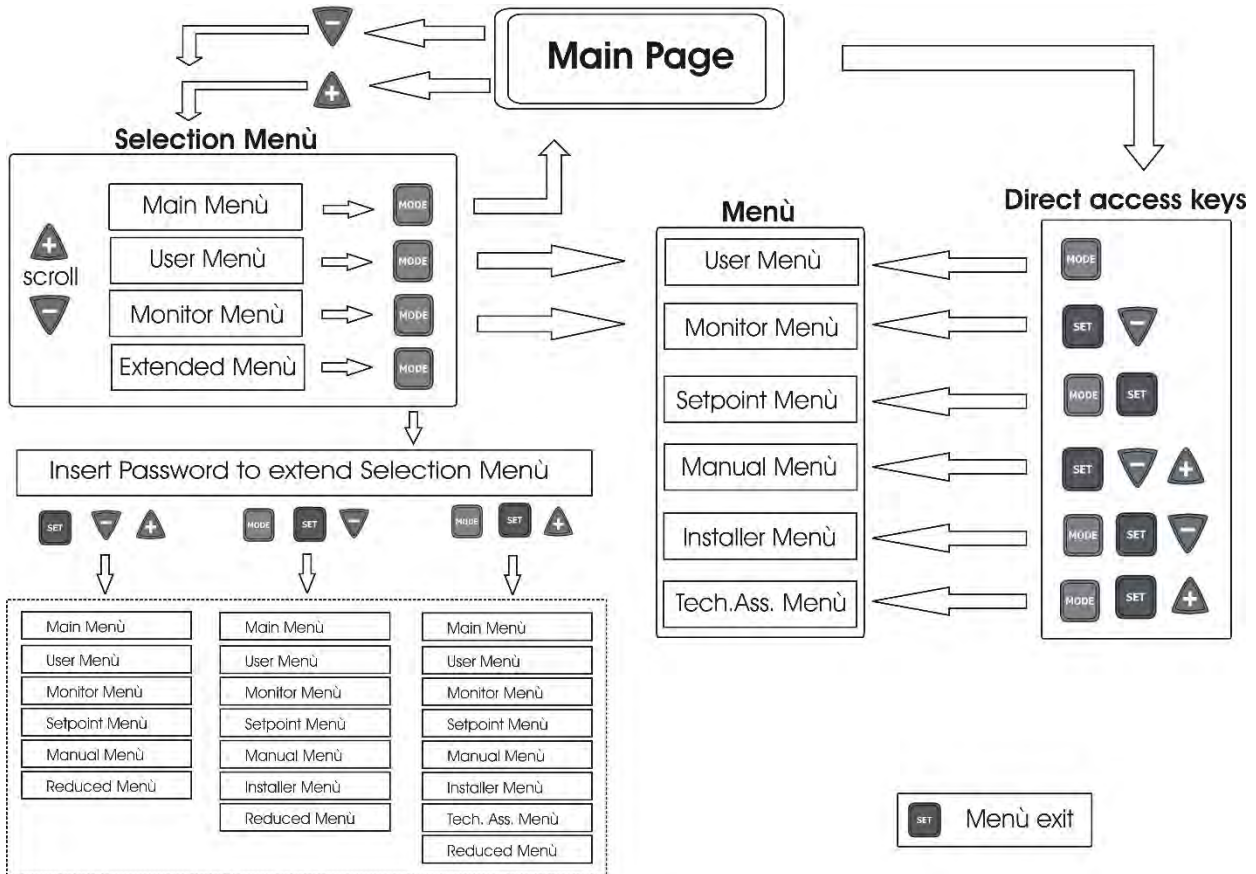 Main Page
−
+
Selection Menù
+
scroll
−
Main Menù
MODE
User Menù
MODE
Monitor Menù
MODE
Extended Menù
MODE
Insert Password to extend Selection Menù
SET − +
MODE SET −
MODE SET +
Main Menù
User Menù
Monitor Menù
Setpoint Menù
Manual Menù
Reduced Menù
Main Menù
User Menù
Monitor Menù
Setpoint Menù
Manual Menù
Installer Menù
Reduced Menù
Main Menù
User Menù
Monitor Menù
Setpoint Menù
Manual Menù
Installer Menù
Tech. Ass. Menù
Reduced Menù
Menù
User Menù
Monitor Menù
Setpoint Menù
Manual Menù
Installer Menù
Tech.Ass. Menù
Direct access keys
MODE
SET −
MODE SET
SET − +
MODE SET −
MODE SET +
SET Menù exit